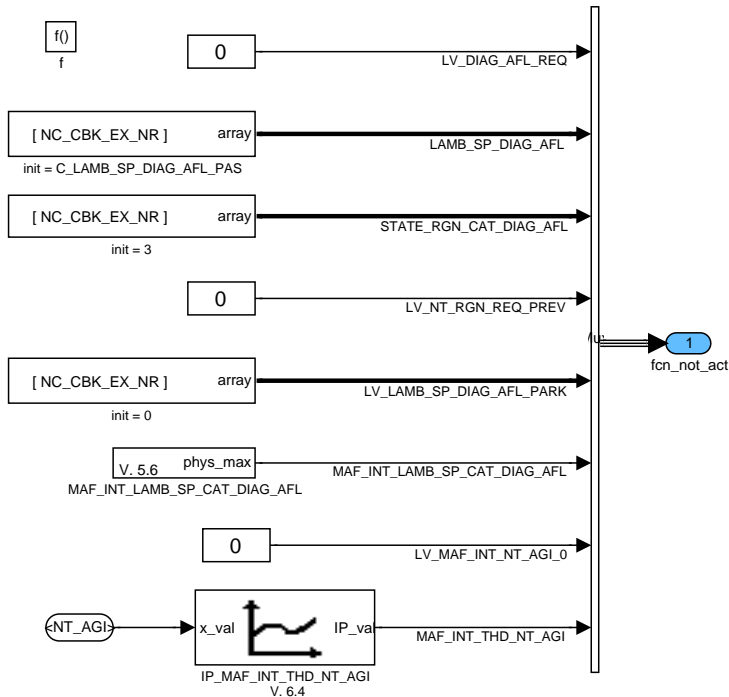 f()
f
0
LV_DIAG_AFL_REQ
[ NC_CBK_EX_NR ] array
init = C_LAMB_SP_DIAG_AFL_PAS
LAMB_SP_DIAG_AFL
[ NC_CBK_EX_NR ] array
init = 3
STATE_RGN_CAT_DIAG_AFL
0
LV_NT_RGN_REQ_PREV
1
fcn_not_act
[ NC_CBK_EX_NR ] array
init = 0
LV_LAMB_SP_DIAG_AFL_PARK
V. 5.6 phys_max
MAF_INT_LAMB_SP_CAT_DIAG_AFL
MAF_INT_LAMB_SP_CAT_DIAG_AFL
0
LV_MAF_INT_NT_AGI_0
<NT_AGI>
x_val IP_val
IP_MAF_INT_THD_NT_AGI
V. 6.4
MAF_INT_THD_NT_AGI